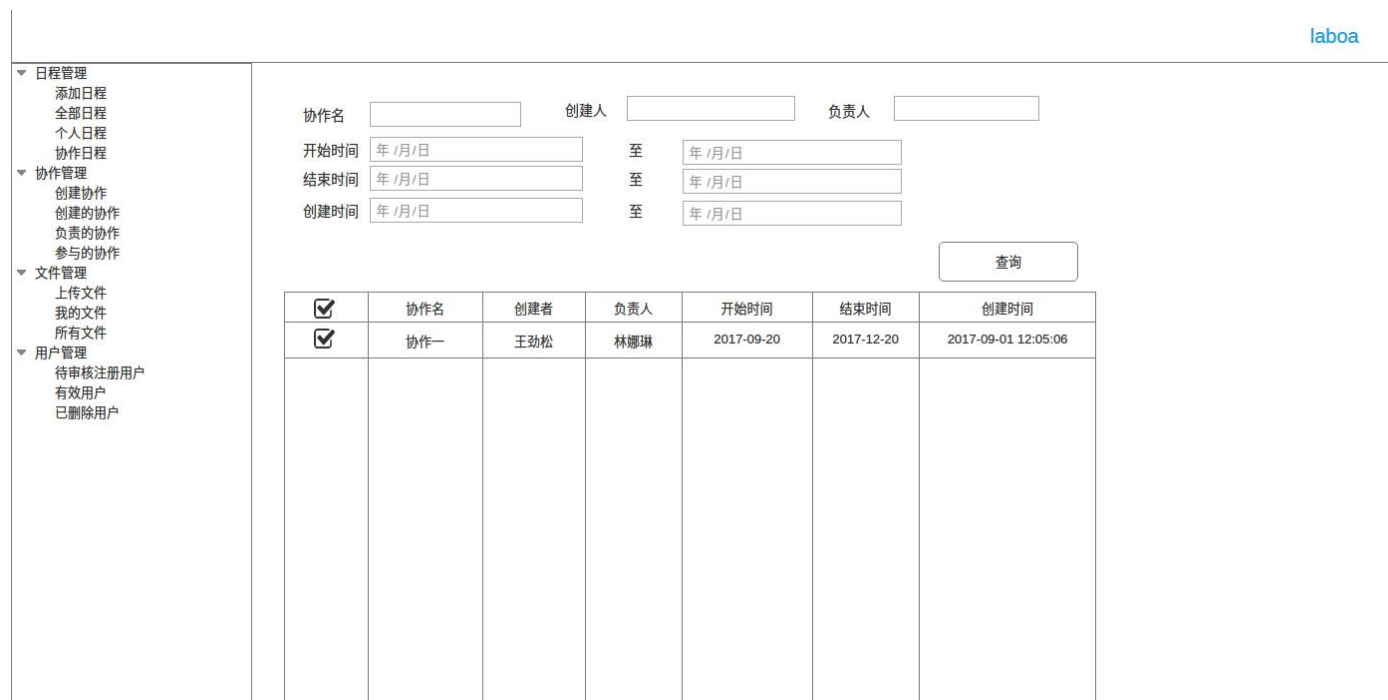 laboa
日程管理
添加日程
全部日程
个人日程
协作日程
协作管理
创建协作
创建的协作
负责的协作
参与的协作
文件管理
上传文件
我的文件
所有文件
用户管理
待审核注册用户
有效用户
已删除用户
协作名 创建人 负责人
开始时间 年 /月/日 至 年 /月/日
结束时间 年 /月/日 至 年 /月/日
创建时间 年 /月/日 至 年 /月/日
查询
协作名 创建者 负责人 开始时间 结束时间 创建时间
协作一 王劲松 林娜琳 2017-09-20 2017-12-20 2017-09-01 12:05:06